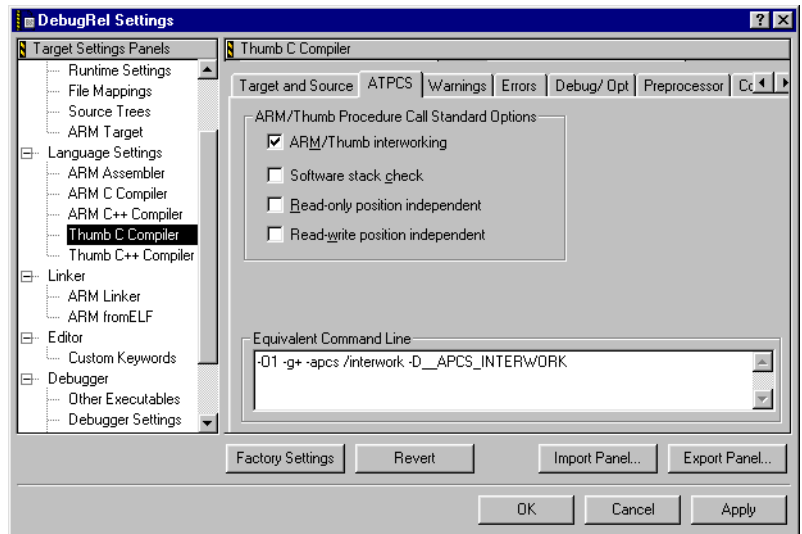 DebugRel Settings
Target Settings Panels
Runtime Settings
File Mappings
Source Trees
ARM Target
Language Settings
ARM Assembler
ARM C Compiler
ARM C++ Compiler
Thumb C Compiler
Thumb C++ Compiler
Linker
ARM Linker
ARM fromELF
Editor
Custom Keywords
Debugger
Other Executables
Debugger Settings
Thumb C Compiler
Target and Source ATPCS Warnings Errors Debug/ Opt Preprocessor
ARM/Thumb Procedure Call Standard Options
ARM/Thumb interworking
Software stack check
Read-only position independent
Read-write position independent
Equivalent Command Line
-O1 -g+ -apcs /interwork -D__APCS_INTERWORK
Factory Settings Revert Import Panel... Export Panel...
OK Cancel Apply